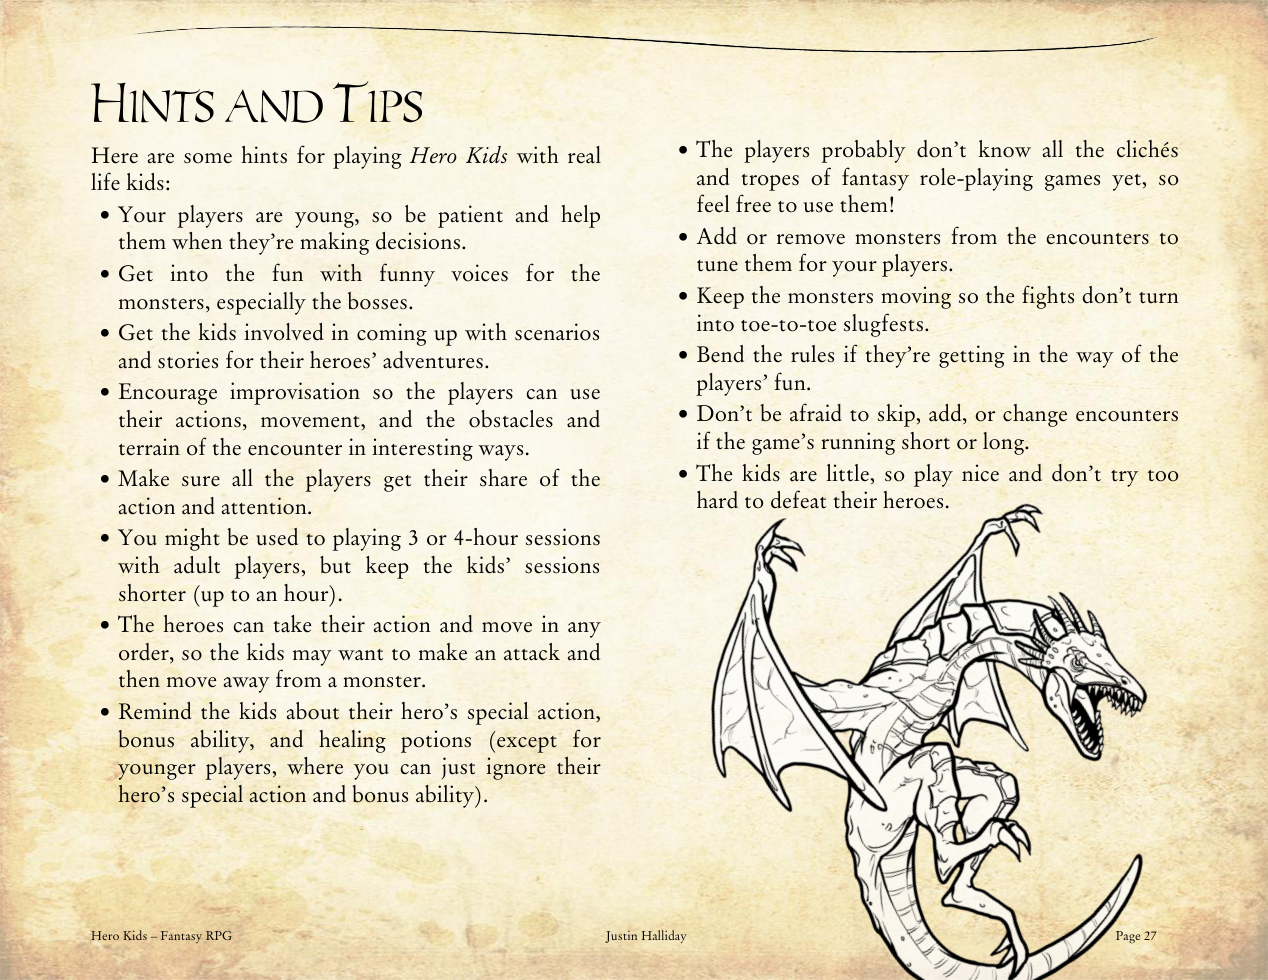 Hints and Tips
Here are some hints for playing Hero Kids with real
life kids:
• Your players are young, so be patient and help
them when they're making decisions.
• Get into the fun with funny voices for the
monsters, especially the bosses.
• Get the kids involved in coming up with scenarios
and stories for their heroes' adventures.
• Encourage improvisation so the players can use
their actions, movement, and the obstacles and
terrain of the encounter in interesting ways.
• Make sure all the players get their share of the
action and attention.
• You might be used to playing 3 or 4-hour sessions
with adult players, but keep the kids' sessions
shorter (up to an hour).
• The heroes can take their action and move in any
order, so the kids may want to make an attack and
then move away from a monster.
• Remind the kids about their hero's special action,
bonus ability, and healing potions (except for
younger players, where you can just ignore their
hero's special action and bonus ability).
• The players probably don't know all the clichés
and tropes of fantasy role-playing games yet, so
feel free to use them!
• Add or remove monsters from the encounters to
tune them for your players.
• Keep the monsters moving so the fights don't turn
into toe-to-toe slugfests.
• Bend the rules if they're getting in the way of the
players' fun.
• Don't be afraid to skip, add, or change encounters
if the game's running short or long.
• The kids are little, so play nice and don't try too
hard to defeat their heroes.
Hero Kids – Fantasy RPG
Justin Halliday
Page 27